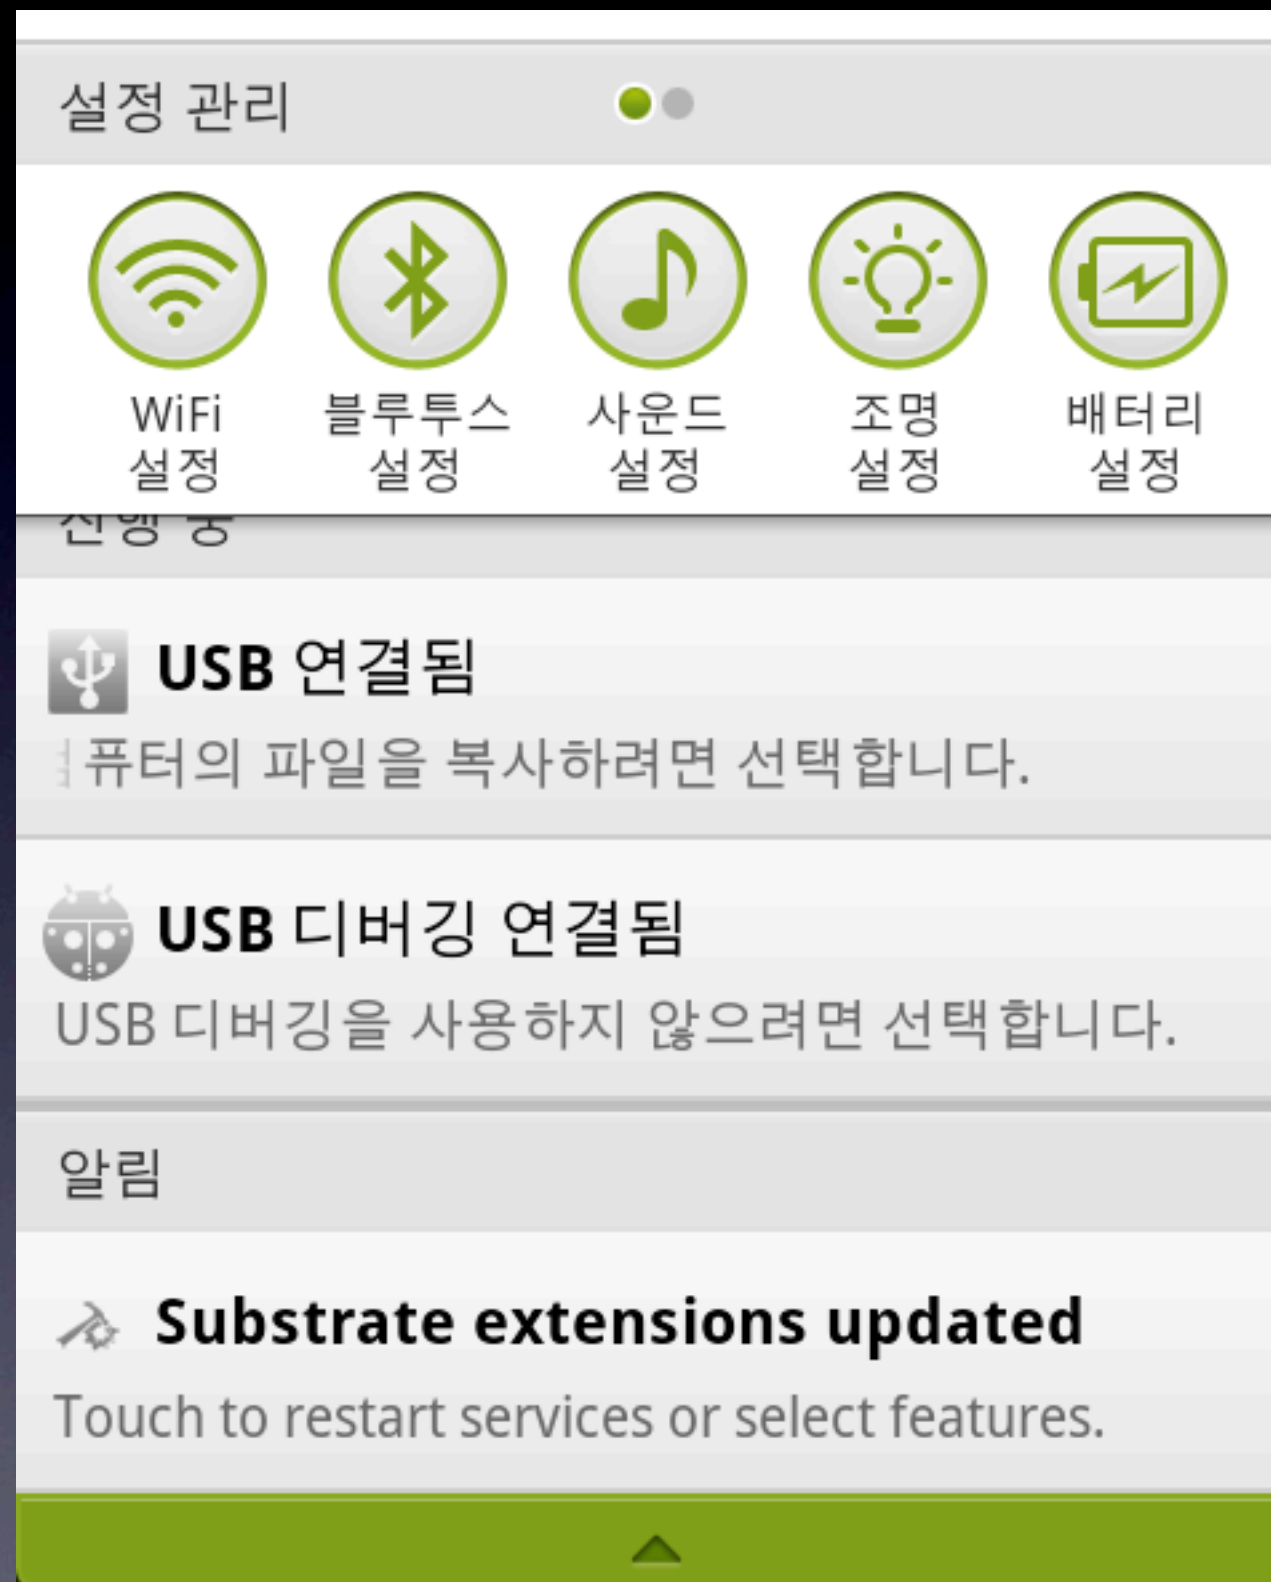 설정 관리
WiFi 설정
블루투스 설정
사운드 설정
조명 설정
배터리 설정
진행 중
USB 연결됨
퓨터의 파일을 복사하려면 선택합니다.
USB 디버깅 연결됨
USB 디버깅을 사용하지 않으려면 선택합니다.
알림
Substrate extensions updated
Touch to restart services or select features.